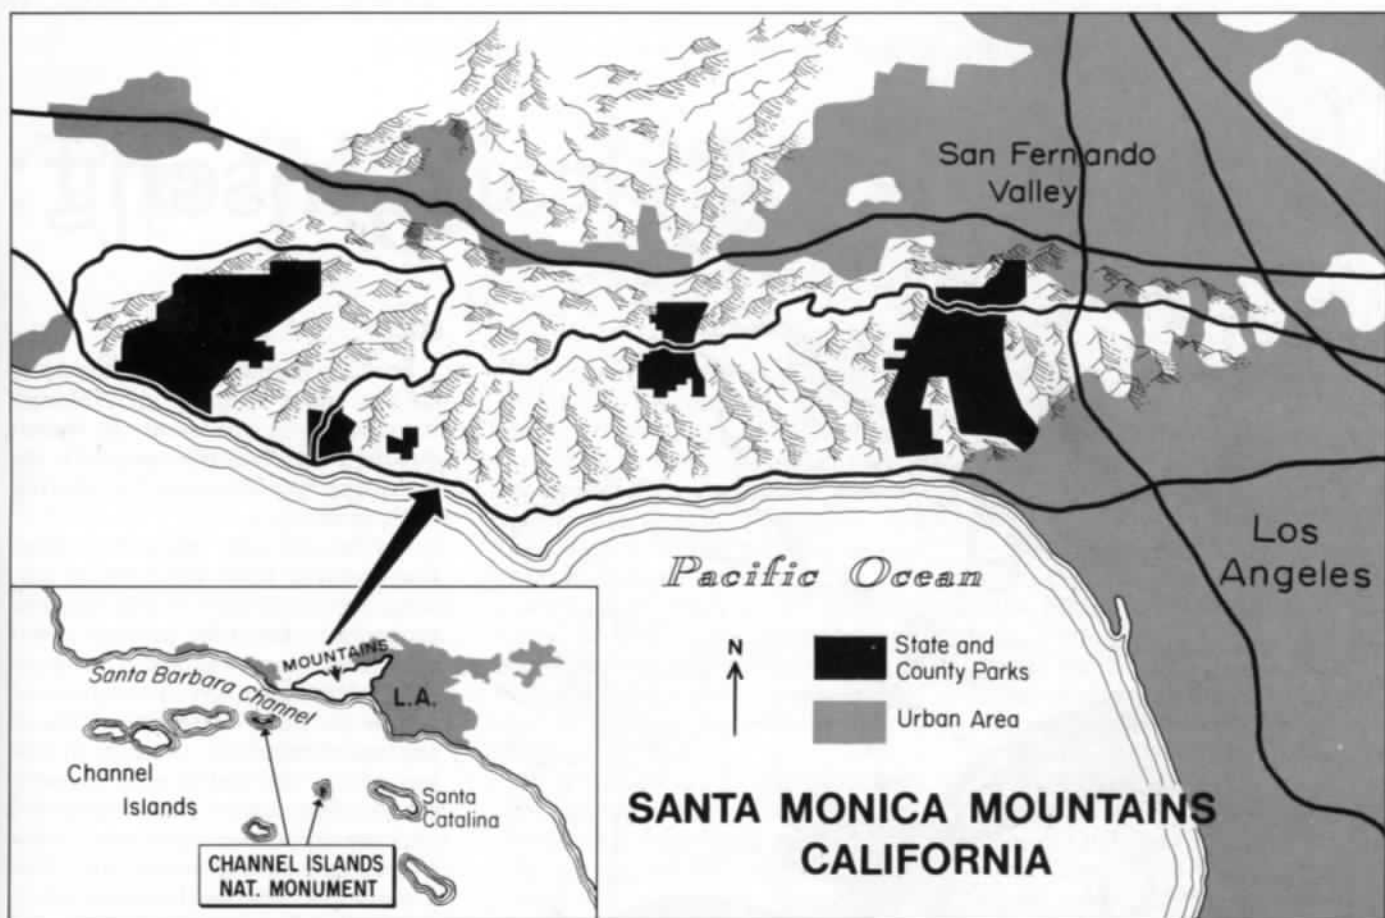 San Fernando
Valley
Los
Angeles
Pacific Ocean
N
State and
County Parks
Urban Area
SANTA MONICA MOUNTAINS
CALIFORNIA
MOUNTAINS
Santa Barbara Channel
L.A.
Channel
Islands
Santa
Catalina
CHANNEL ISLANDS
NAT. MONUMENT